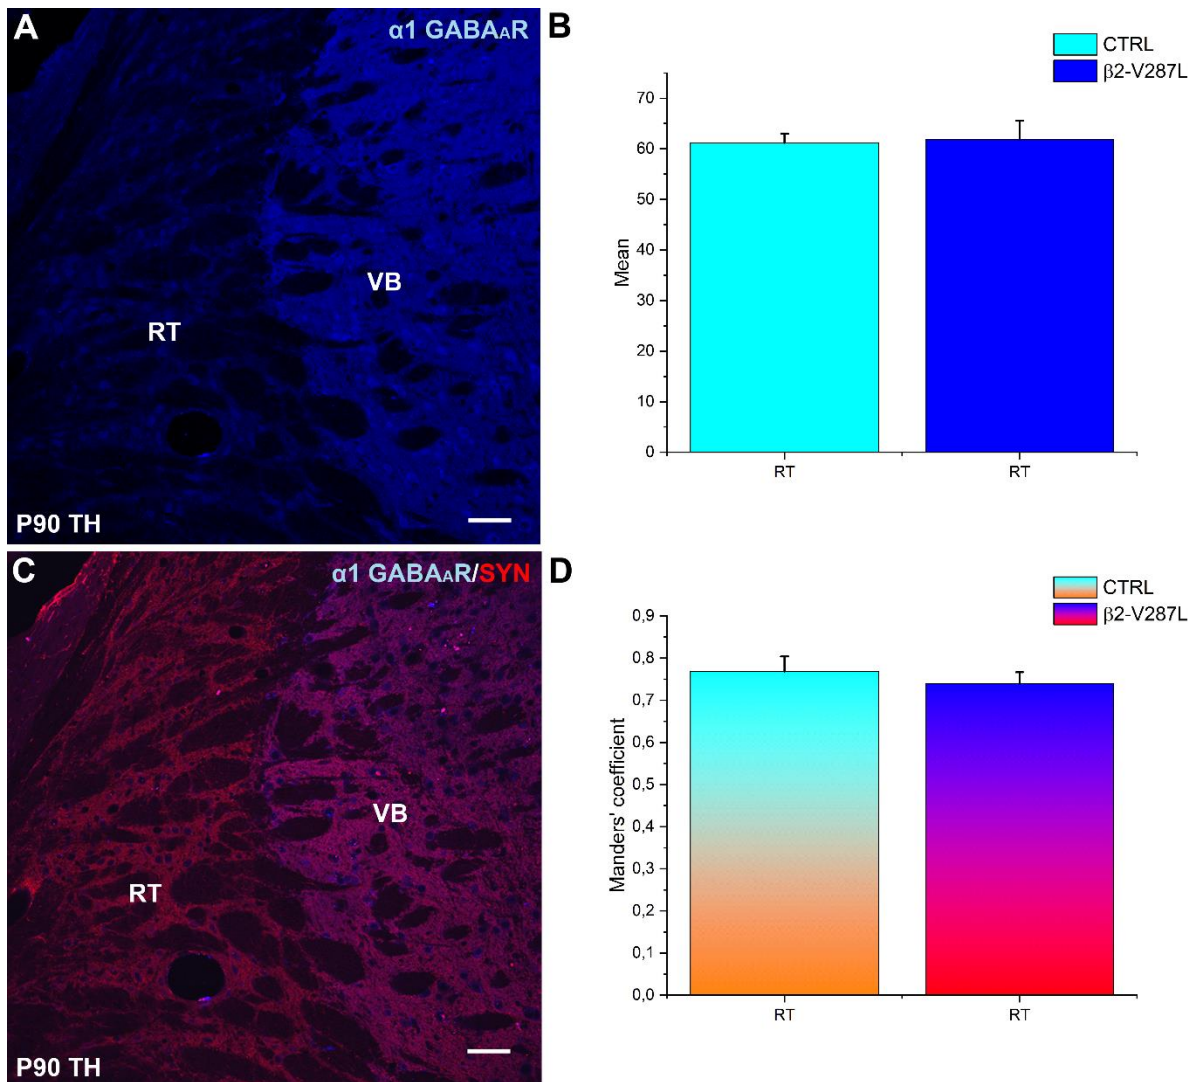 A
α1 GABAAR
RT
VB
P90 TH
B
CTRL
β2-V287L
Mean
70
60
50
40
30
20
10
0
RT
RT
C
α1 GABAAR/SYN
RT
VB
P90 TH
D
CTRL
β2-V287L
Manders' coefficient
0,9
0,8
0,7
0,6
0,5
0,4
0,3
0,2
0,1
0,0
RT
RT